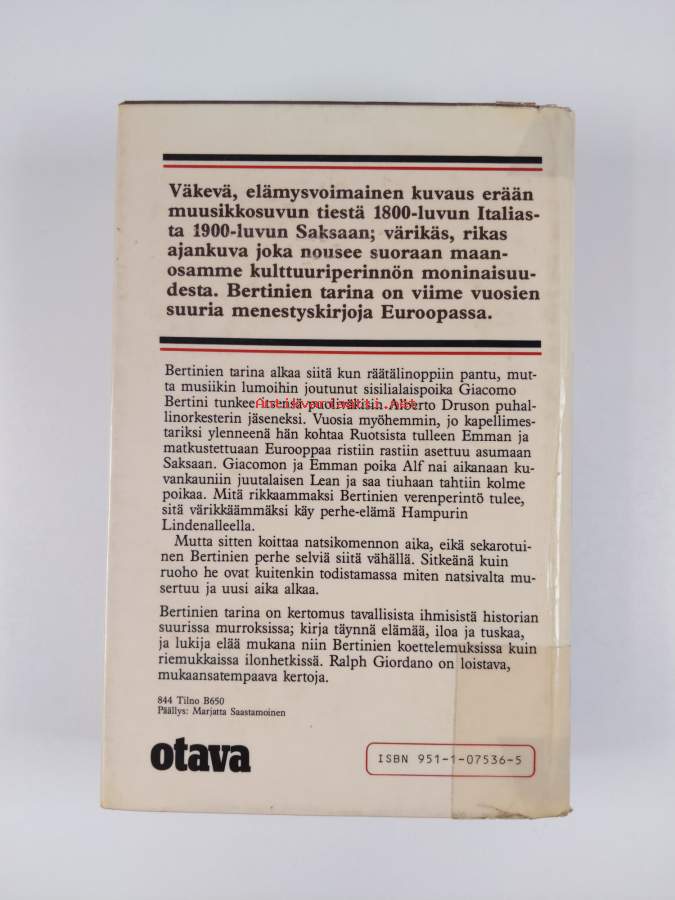 Väkevä, elämysvoimainen kuvaus erään
muusikkosuvun tiestä 1800-luvun Italias-
ta 1900-luvun Saksaan; värikäs, rikas
ajankuva joka nousee suoraan maan-
osamme kulttuuriperinnön moninaisuu-
desta. Bertinien tarina on viime vuosien
suuria menestyskirjoja Euroopassa.
Bertinien tarina alkaa siitä kun räätälinoppiin pantu, mut-
ta musiikin lumoihin joutunut sisilialaispoika Giacomo
Bertini tunkee itsensä puoliväkisin Alberto Druson puhal-
linorkesterin jäseneksi. Vuosia myöhemmin, jo kapellimes-
tariksi ylenneenä hän kohtaa Ruotsista tulleen Emman ja
matkustettuaan Eurooppaa ristiin rastiin asettuu asumaan
Saksaan. Giacomon ja Emman poika Alf nai aikanaan ku-
vankauniin juutalaisen Lean ja saa tiuhaan tahtiin kolme
poikaa. Mitä rikkaammaksi Bertinien verenperintö tulee,
sitä värikkäämmäksi käy perhe-elämä Hampurin
Lindenalleella.
Mutta sitten koittaa natsikomennon aika, eikä sekarotui-
nen Bertinien perhe selviä siitä vähällä. Sitkeänä kuin
ruoho he ovat kuitenkin todistamassa miten natsivalta mu-
sertuu ja uusi aika alkaa.
Bertinien tarina on kertomus tavallisista ihmisistä historian
suurissa murroksissa; kirja täynnä elämää, iloa ja tuskaa,
ja lukija elää mukana niin Bertinien koettelemuksissa kuin
riemukkaissa ilonhetkissä. Ralph Giordano on loistava,
mukaansatempaava kertoja.
844 Tilno B650
Päällys: Marjatta Saastamoinen
otava
ISBN 951-1-07536-5